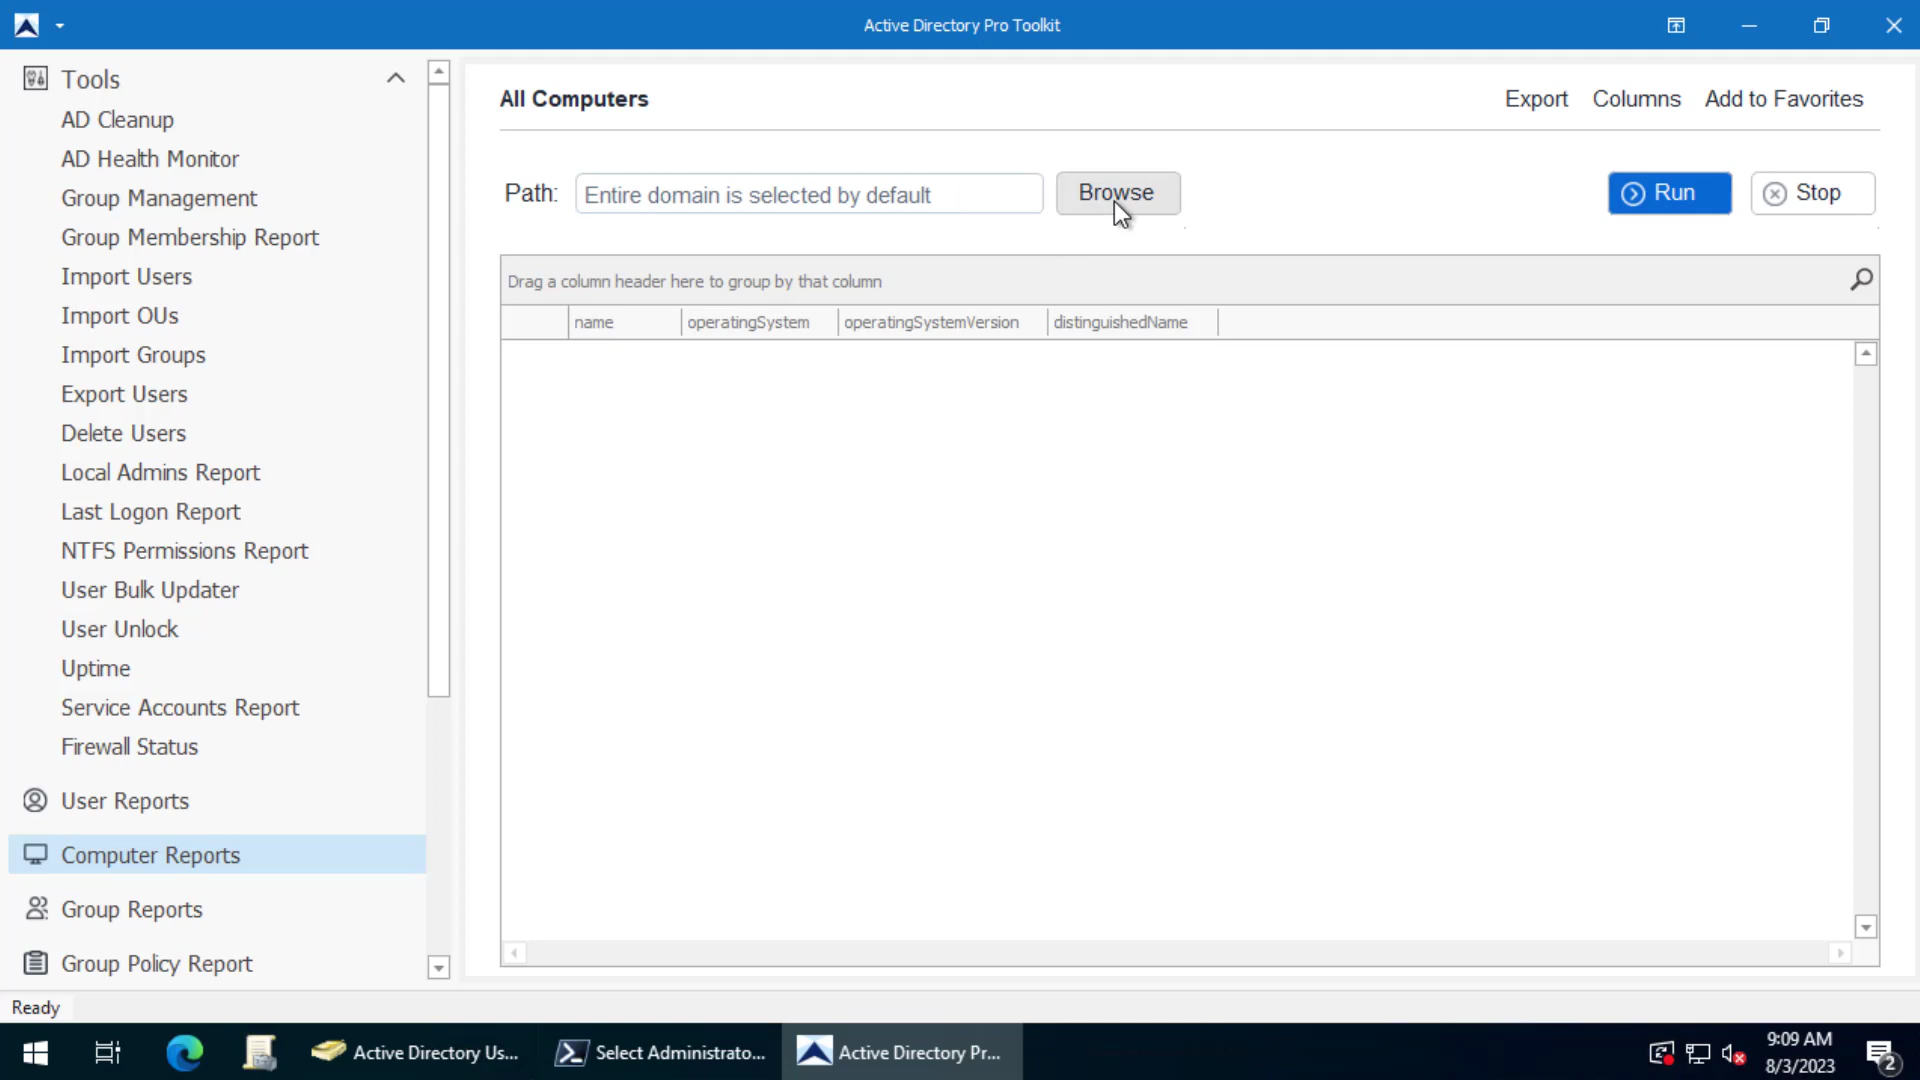 Active Directory Pro Toolkit
Tools
AD Cleanup
AD Health Monitor
Group Management
Group Membership Report
Import Users
Import OUs
Import Groups
Export Users
Delete Users
Local Admins Report
Last Logon Report
NTFS Permissions Report
User Bulk Updater
User Unlock
Uptime
Service Accounts Report
Firewall Status
User Reports
Computer Reports
Group Reports
Group Policy Report
All Computers
Export Columns Add to Favorites
Path: Entire domain is selected by default Browse Run Stop
Drag a column header here to group by that column
name operatingSystem operatingSystemVersion distinguishedName
Ready
Active Directory Us... Select Administrato... Active Directory Pr...
9:09 AM
8/3/2023
2